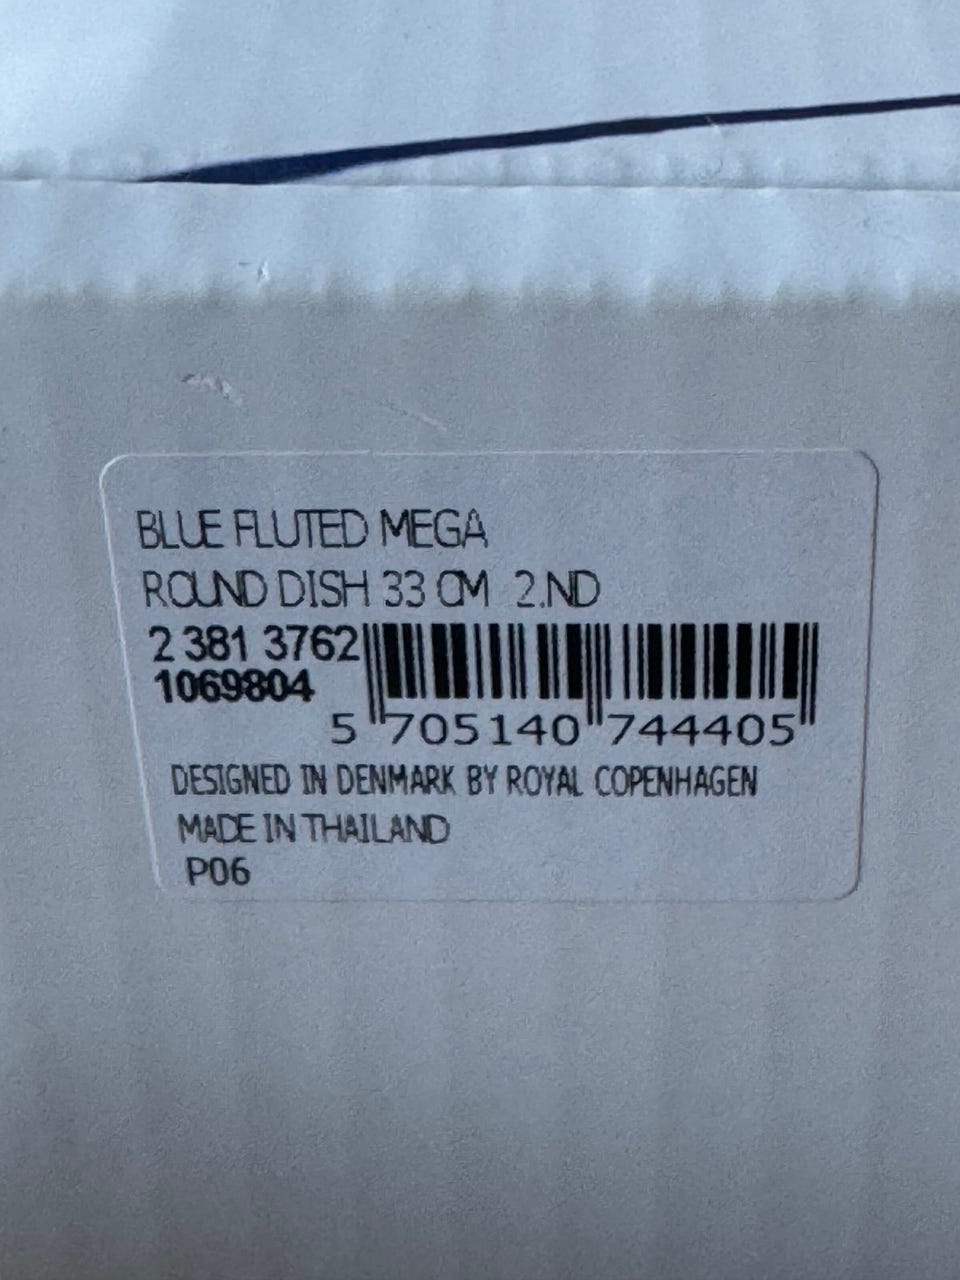 BLUE FLUTED MEGA
ROUND DISH 33 CM 2.ND
2 381 3762
1069804
5 705140 744405
DESIGNED IN DENMARK BY ROYAL COPENHAGEN
MADE IN THAILAND
P06